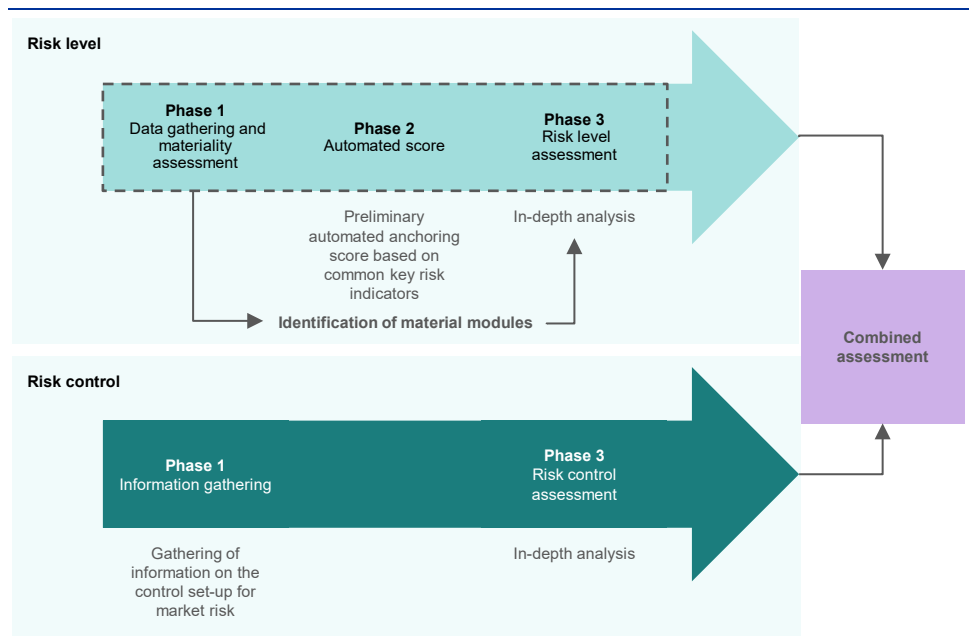 Risk level
Phase 1
Data gathering and
materiality
assessment
Phase 2
Automated score
Phase 3
Risk level
assessment
Preliminary
automated anchoring
score based on
common key risk
indicators
In-depth analysis
Identification of material modules
Combined
assessment
Risk control
Phase 1
Information gathering
Phase 3
Risk control
assessment
Gathering of
information on the
control set-up for
market risk
In-depth analysis